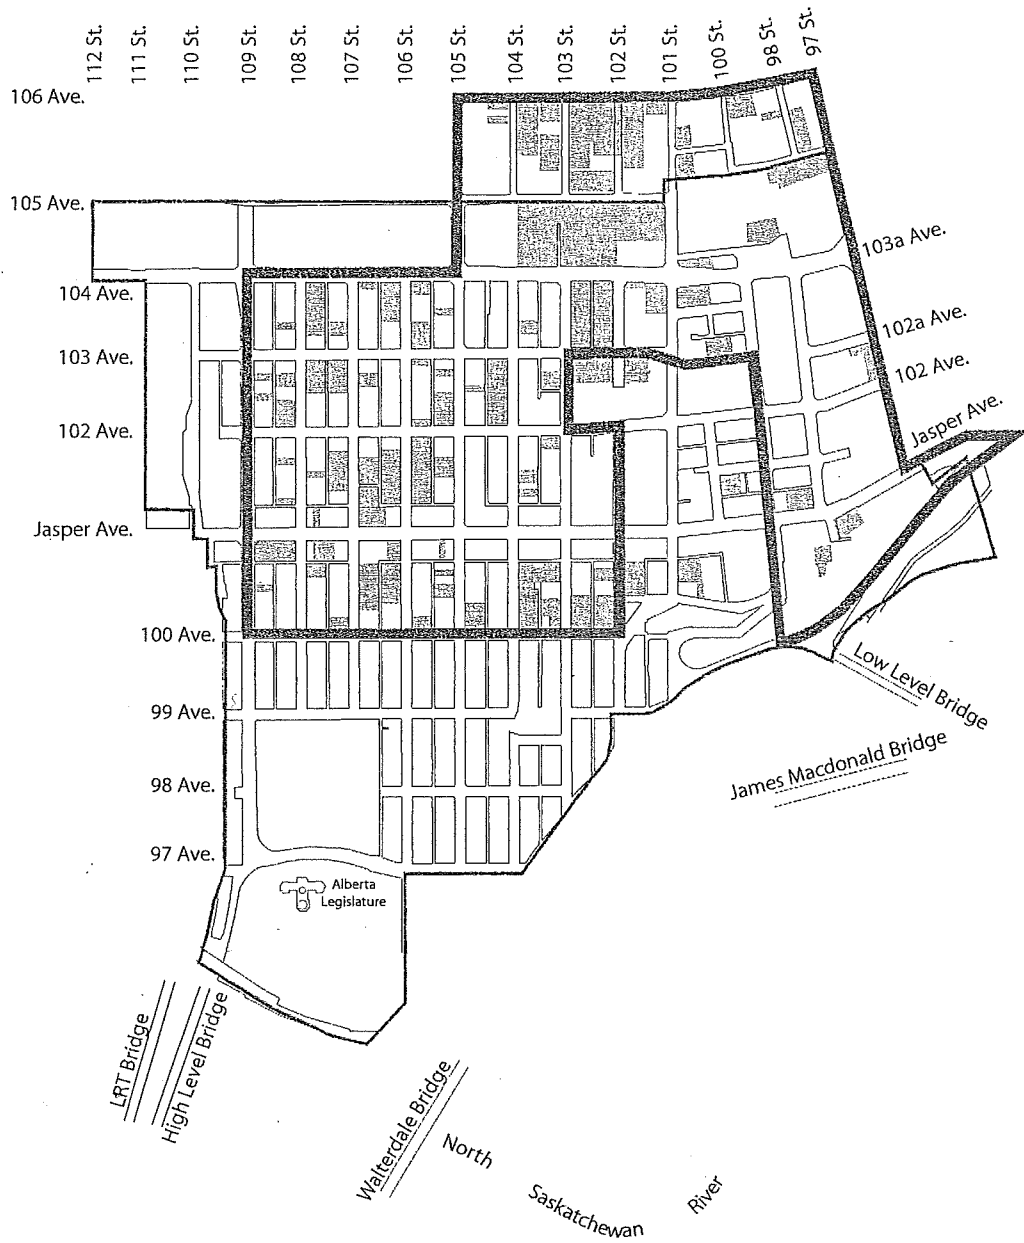 112 St.
111 St.
110 St.
109 St.
108 St.
107 St.
106 St.
105 St.
104 St.
103 St.
102 St.
101 St.
100 St.
98 St.
97 St.
106 Ave.
105 Ave.
103a Ave.
104 Ave.
102a Ave.
103 Ave.
102 Ave.
Jasper Ave.
102 Ave.
Jasper Ave.
100 Ave.
Low Level Bridge
99 Ave.
James Macdonald Bridge
98 Ave.
97 Ave.
Alberta
Legislature
LRT Bridge
High Level Bridge
Walterdale Bridge
North
Saskatchewan
River